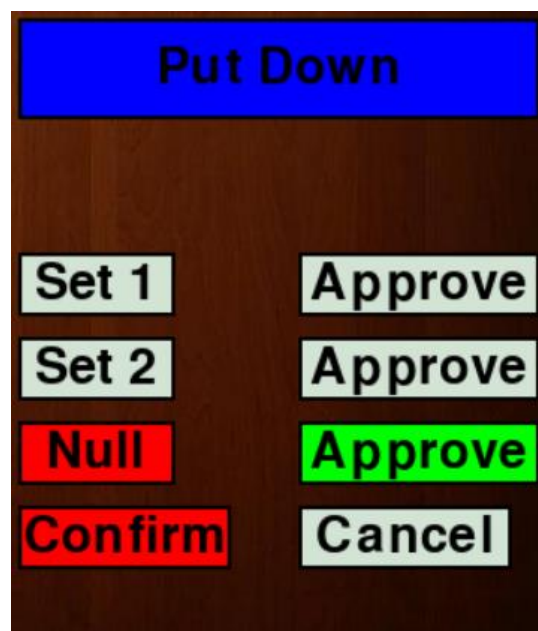 Put Down
Set 1 Approve
Set 2 Approve
Null Approve
Confirm Cancel